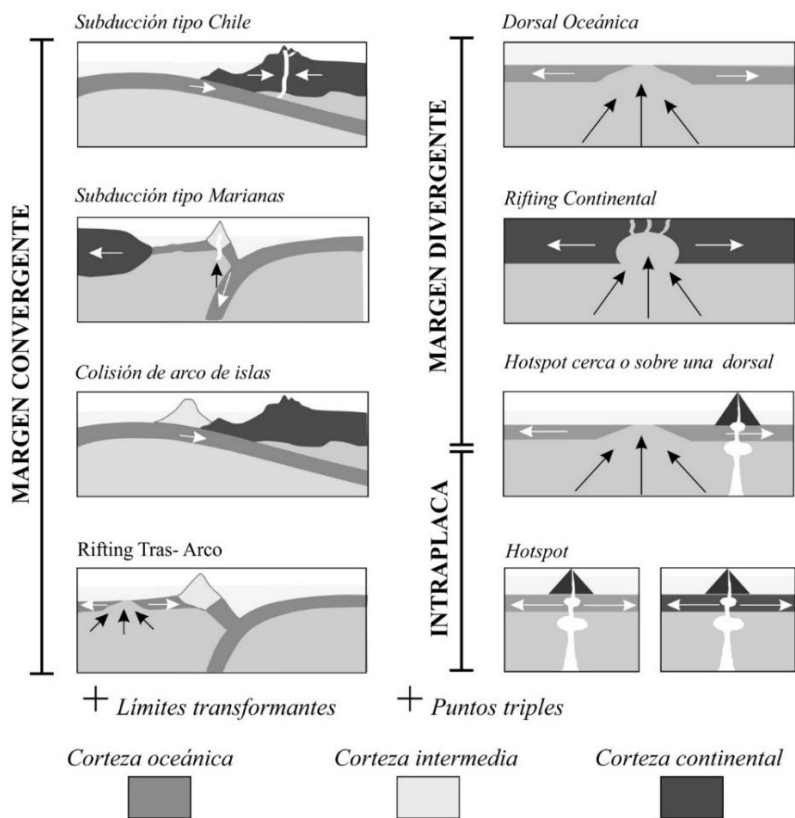 MARGEN CONVERGENTE
Subducción tipo Chile
Subducción tipo Marianas
Colisión de arco de islas
Rifting Tras- Arco
MARGEN DIVERGENTE
Dorsal Oceánica
Rifting Continental
Hotspot cerca o sobre una dorsal
INTRAPLACA
Hotspot
+ Límites transformantes
+ Puntos triples
Corteza oceánica
Corteza intermedia
Corteza continental